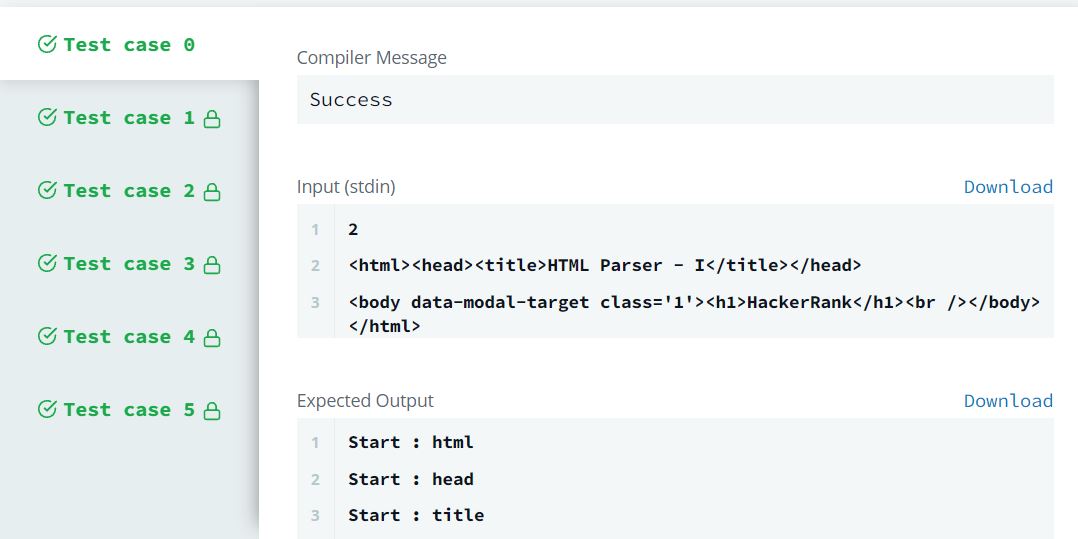 Test case 0
Test case 1
Test case 2
Test case 3
Test case 4
Test case 5
Compiler Message
Success
Input (stdin)
Download
1 2
2 <html><head><title>HTML Parser - I</title></head>
3 <body data-modal-target class='1'><h1>HackerRank</h1><br /></body>
</html>
Expected Output
Download
1 Start : html
2 Start : head
3 Start : title